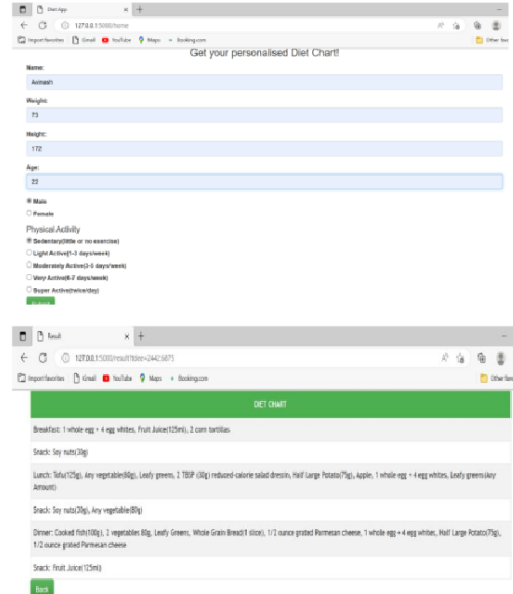 Diet App
127.0.0.1:5000/home
Import favorites Gmail YouTube Maps Booking.com Other fav
Get your personalised Diet Chart!
Name:
Avinash
Weight:
73
Height:
172
Age:
22
Male
Female
Physical Activity
Sedentary(little or no exercise)
Light Active(1-3 days/week)
Moderately Active(3-5 days/week)
Very Active(6-7 days/week)
Super Active(twice/day)
Submit
Result
127.0.0.1:5000/result?tdee=2442.6875
Import favorites Gmail YouTube Maps Booking.com Other fav
DIET CHART
Breakfast: 1 whole egg + 4 egg whites, Fruit Juice(125ml), 2 corn tortillas
Snack: Soy nuts(30g)
Lunch: Tofu(125g), Any vegetable(80g), Leafy greens, 2 TBSP (30g) reduced-calorie salad dressin, Half Large Potato(75g), Apple, 1 whole egg + 4 egg whites, Leafy greens(Any
Amount)
Snack: Soy nuts(30g), Any vegetable(80g)
Dinner: Cooked Fish(100g), 2 vegetables 80g, Leafy Greens, Whole Grain Bread(1 slice), 1/2 ounce grated Parmesan cheese, 1 whole egg + 4 egg whites, Half Large Potato(75g),
1/2 ounce grated Parmesan cheese
Snack: Fruit Juice(125ml)
Back